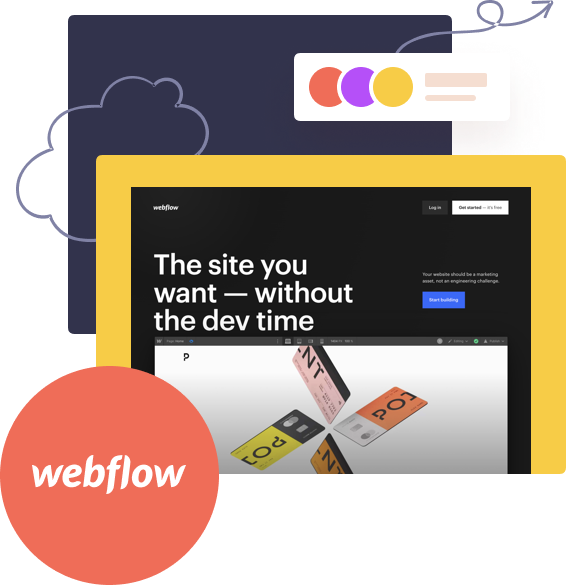 webflow
Log in
Get started — it's free
The site you
want — without
the dev time
Your website should be a marketing
asset, not an engineering challenge.
Start building
webflow